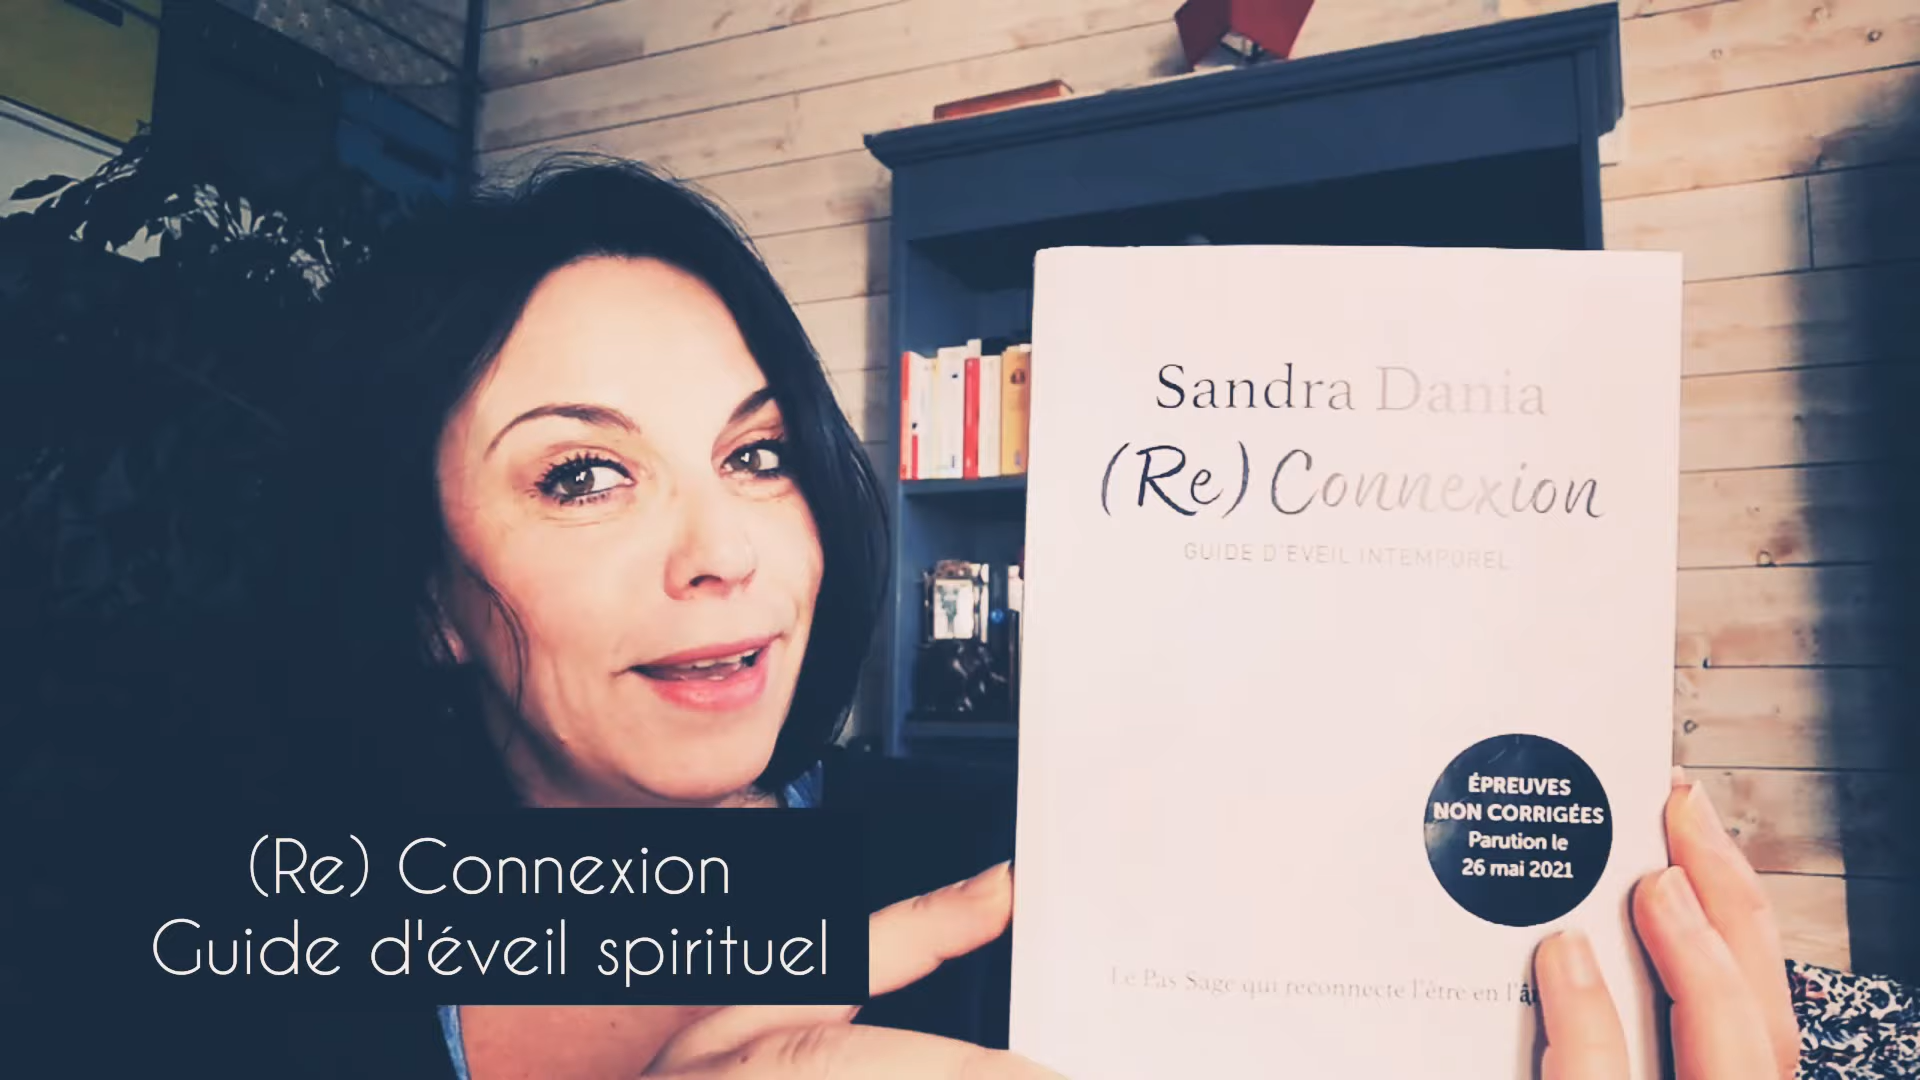 Sandra Dania
(Re) Connexion
GUIDE D'EVEIL INTEMPOREL
ÉPREUVES
NON CORRIGÉES
Parution le
26 mai 2021
Le Pas Sage qui reconnecte l'être en l'
(Re) Connexion
Guide d'éveil spirituel